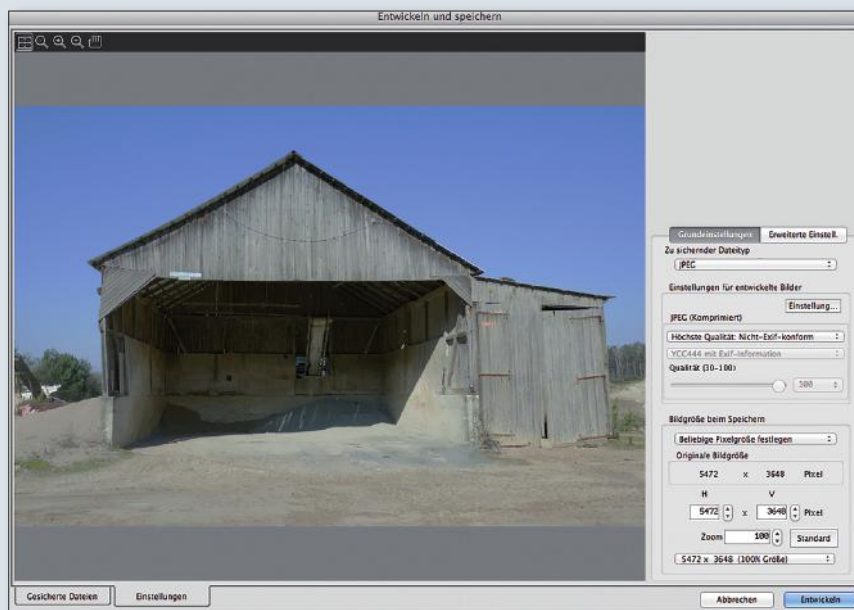 Entwickeln und speichern
Grundeinstellungen
Erweiterte Einstell.
Zu sichernder Dateityp
JPEG
Einstellungen für entwickelte Bilder
Einstellung...
JPEG (Komprimiert)
Höchste Qualität: Nicht-Exif-konform
YCC444 mit Exif-Information
Qualität (30-100)
100
Bildgröße beim Speichern
Beliebige Pixelgröße festlegen
Originale Bildgröße
5472 x 3648 Pixel
H V
5472 x 3648 Pixel
Zoom 100 Standard
5472 x 3648 (100% Größe)
Gesicherte Dateien
Einstellungen
Abbrechen
Entwickeln